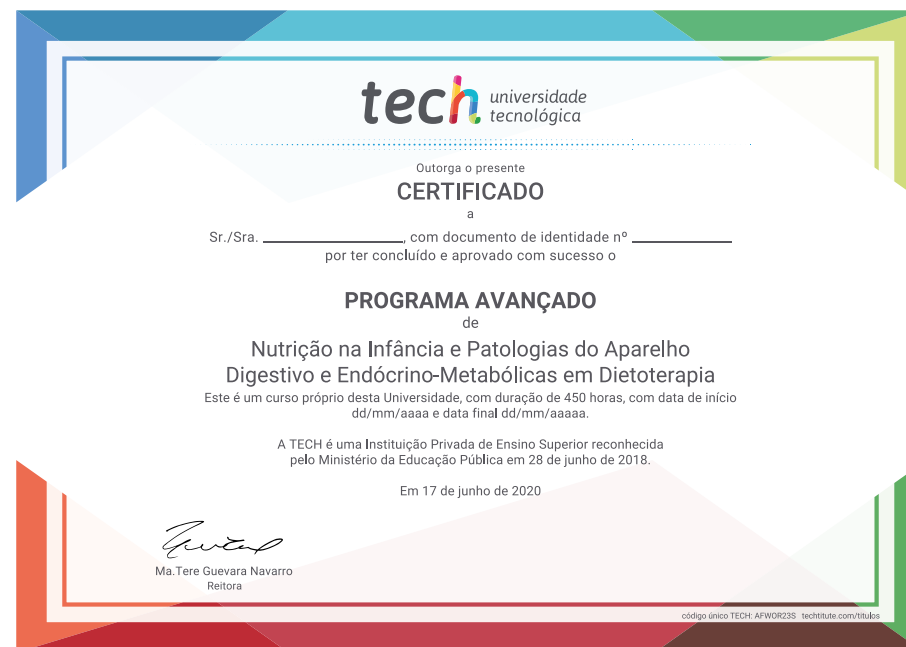 tech universidade
tecnológica
Outorga o presente
CERTIFICADO
a
Sr./Sra. ______________, com documento de identidade nº __________
por ter concluído e aprovado com sucesso o
PROGRAMA AVANÇADO
de
Nutrição na Infância e Patologias do Aparelho
Digestivo e Endócrino-Metabólicas em Dietoterapia
Este é um curso próprio desta Universidade, com duração de 450 horas, com data de início
dd/mm/aaaa e data final dd/mm/aaaaa.
A TECH é uma Instituição Privada de Ensino Superior reconhecida
pelo Ministério da Educação Pública em 28 de junho de 2018.
Em 17 de junho de 2020
Ma.Tere Guevara Navarro
Reitora
código único TECH: AFWOR23S techtitute.com/titulos